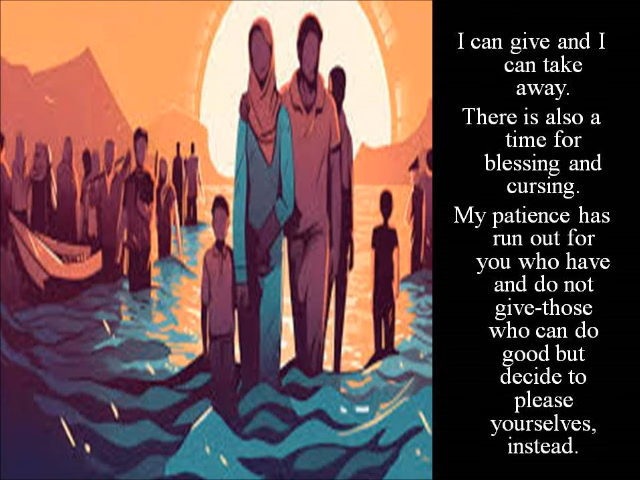 I can give and I
can take
away.
There is also a
time for
blessing and
cursing.
My patience has
run out for
you who have
and do not
give-those
who can do
good but
decide to
please
yourselves,
instead.